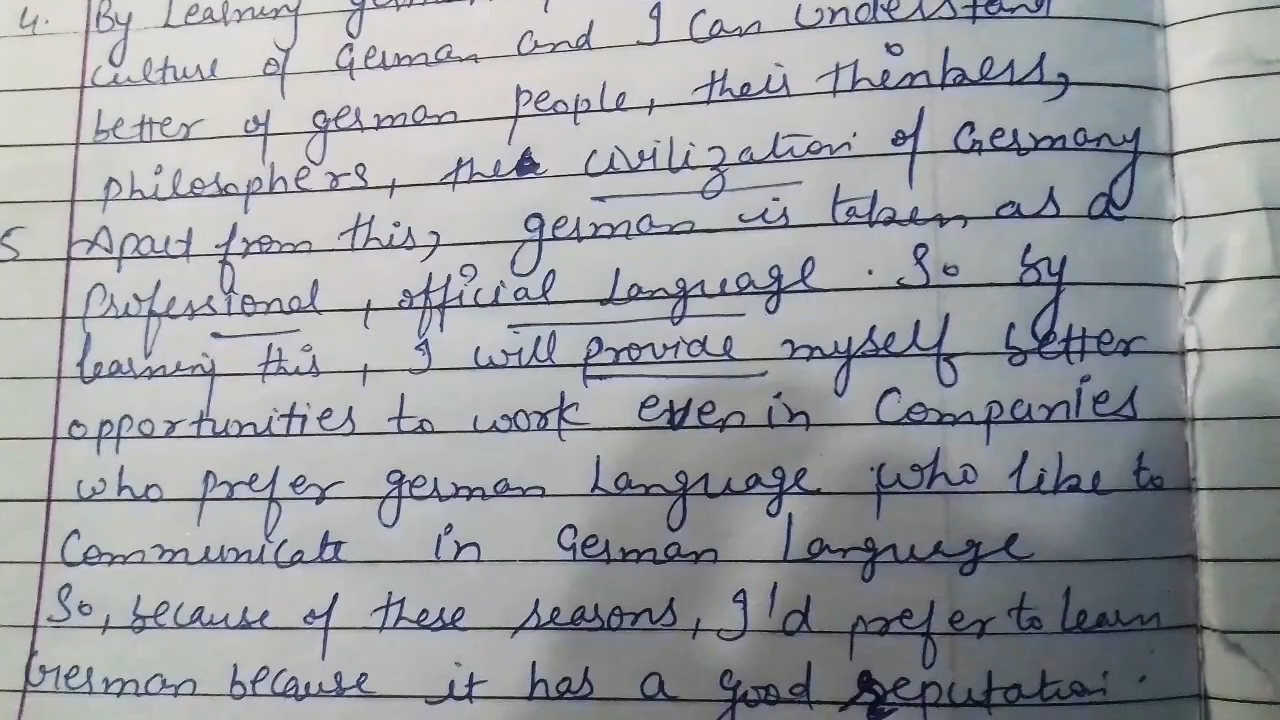 4. By Learning
culture of German and I can understand
better of german people, their thinkers,
philosophers, the civilization of Germany
5 Apart from this, german is taken as a
Professional, official language. So by
learning this, I will provide myself better
opportunities to work even in Companies
who prefer german language who like to
Communicate in German language
So, because of these reasons, I'd prefer to learn
German because it has a good reputation.